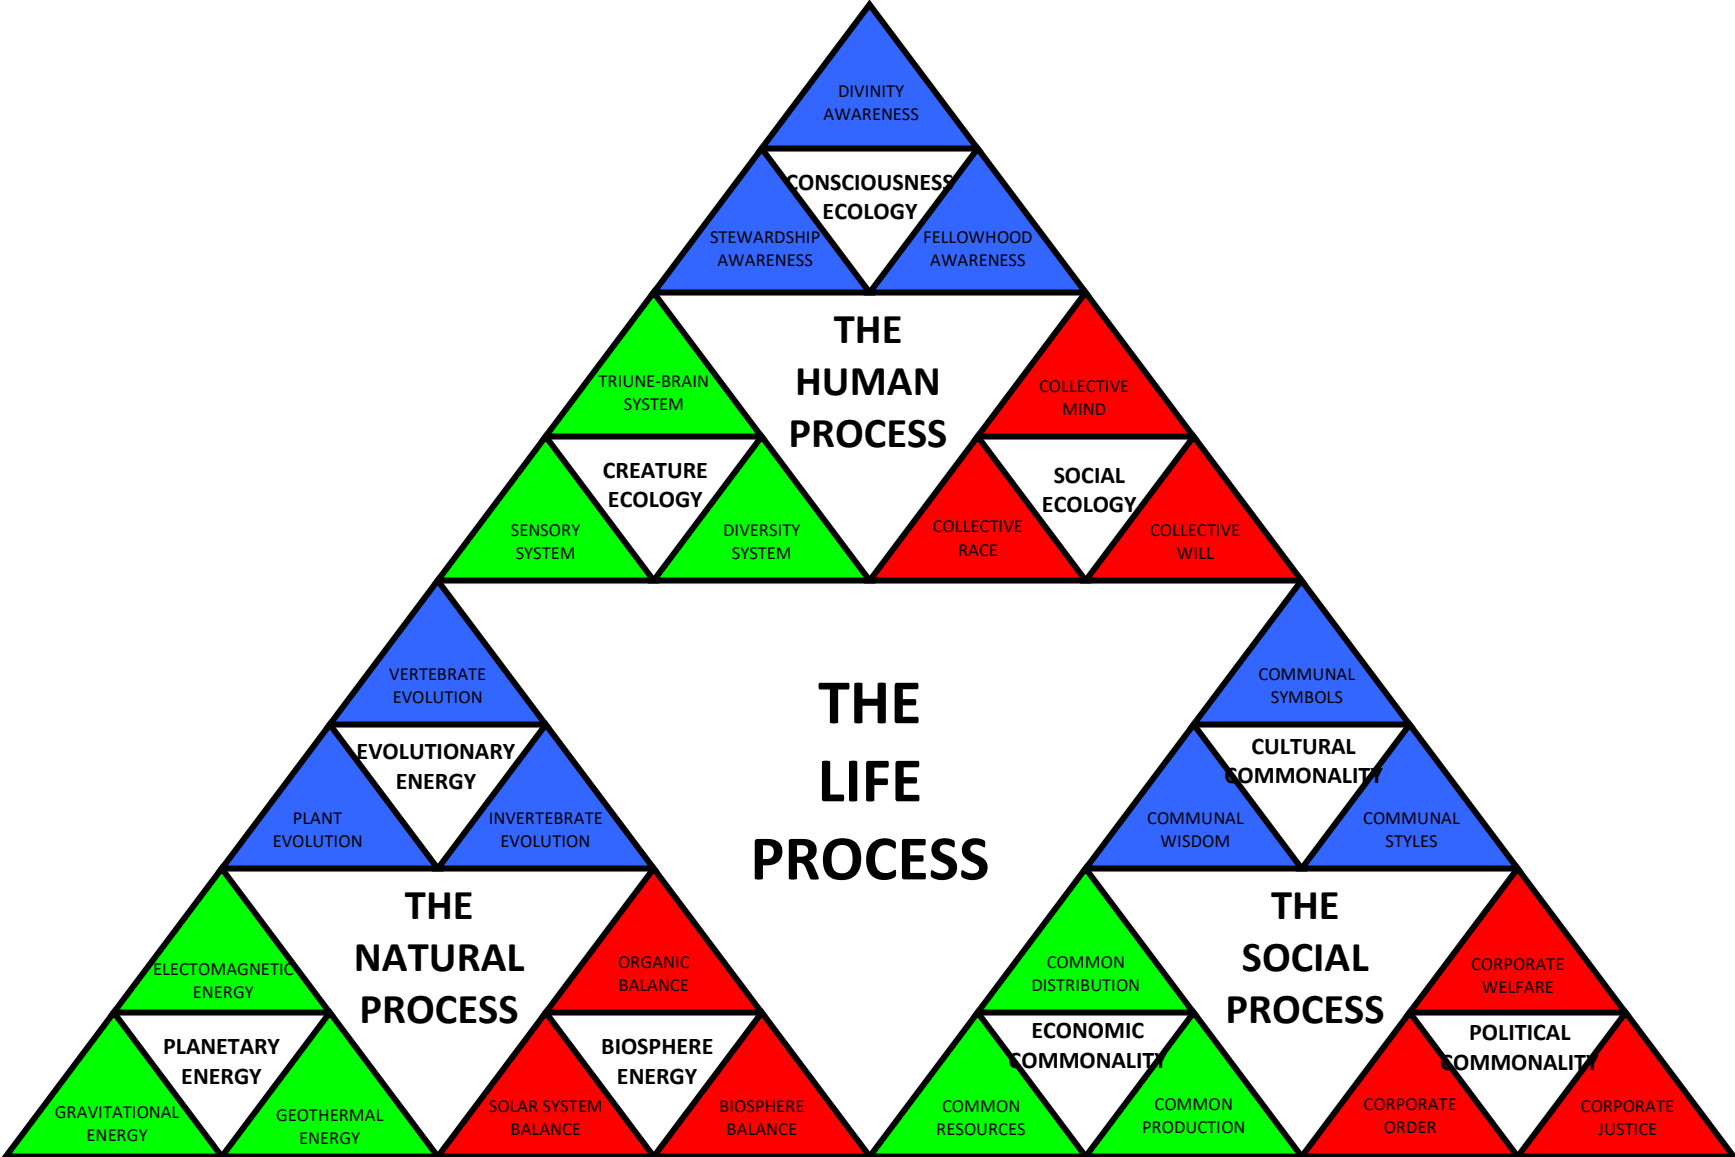 DIVINITY
AWARENESS
CONSCIOUSNESS
ECOLOGY
STEWARDSHIP
AWARENESS
FELLOWHOOD
AWARENESS
THE
HUMAN
PROCESS
TRIUNE-BRAIN
SYSTEM
COLLECTIVE
MIND
CREATURE
ECOLOGY
SOCIAL
ECOLOGY
SENSORY
SYSTEM
DIVERSITY
SYSTEM
COLLECTIVE
RACE
COLLECTIVE
WILL
THE
LIFE
PROCESS
VERTEBRATE
EVOLUTION
EVOLUTIONARY
ENERGY
PLANT
EVOLUTION
INVERTEBRATE
EVOLUTION
COMMUNAL
SYMBOLS
CULTURAL
COMMONALITY
COMMUNAL
WISDOM
COMMUNAL
STYLES
THE
NATURAL
PROCESS
ELECTOMAGNETIC
ENERGY
ORGANIC
BALANCE
PLANETARY
ENERGY
BIOSPHERE
ENERGY
GRAVITATIONAL
ENERGY
GEOTHERMAL
ENERGY
SOLAR SYSTEM
BALANCE
BIOSPHERE
BALANCE
THE
SOCIAL
PROCESS
COMMON
DISTRIBUTION
CORPORATE
WELFARE
ECONOMIC
COMMONALITY
POLITICAL
COMMONALITY
COMMON
RESOURCES
COMMON
PRODUCTION
CORPORATE
ORDER
CORPORATE
JUSTICE